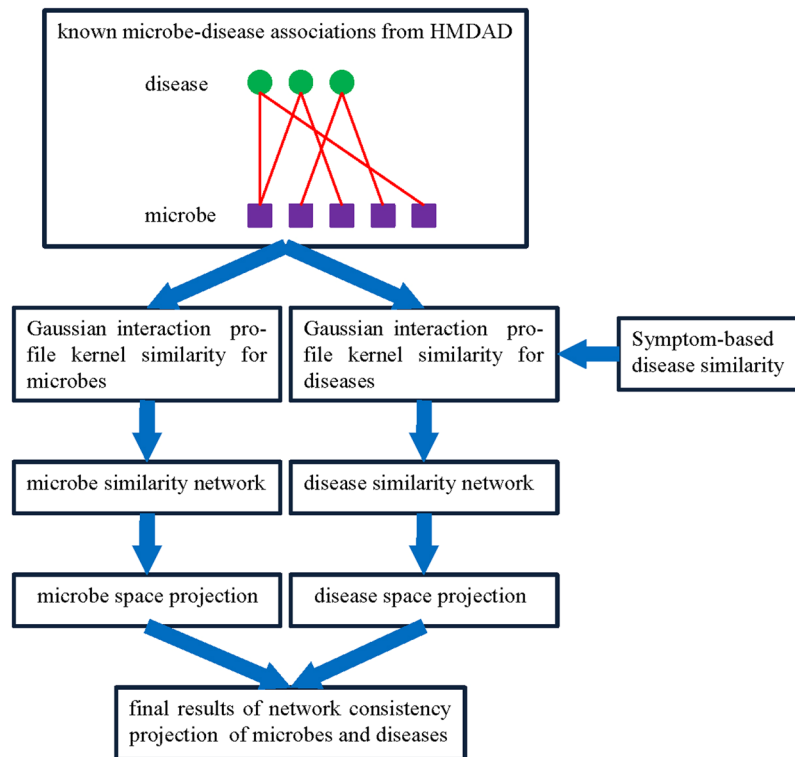 known microbe-disease associations from HMDAD
disease
microbe
Gaussian interaction pro-
file kernel similarity for
microbes
Gaussian interaction pro-
file kernel similarity for
diseases
Symptom-based
disease similarity
microbe similarity network
disease similarity network
microbe space projection
disease space projection
final results of network consistency
projection of microbes and diseases